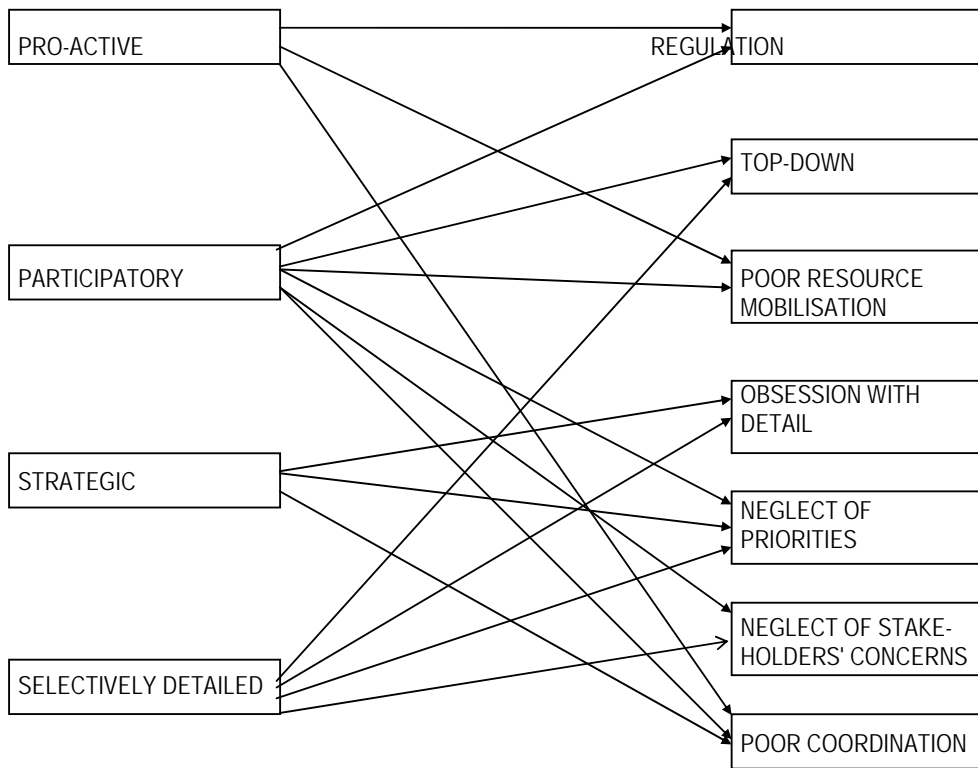 PRO-ACTIVE
REGULATION
TOP-DOWN
PARTICIPATORY
POOR RESOURCE
MOBILISATION
OBSESSION WITH
DETAIL
STRATEGIC
NEGLECT OF
PRIORITIES
NEGLECT OF STAKE-
HOLDERS' CONCERNS
SELECTIVELY DETAILED
POOR COORDINATION